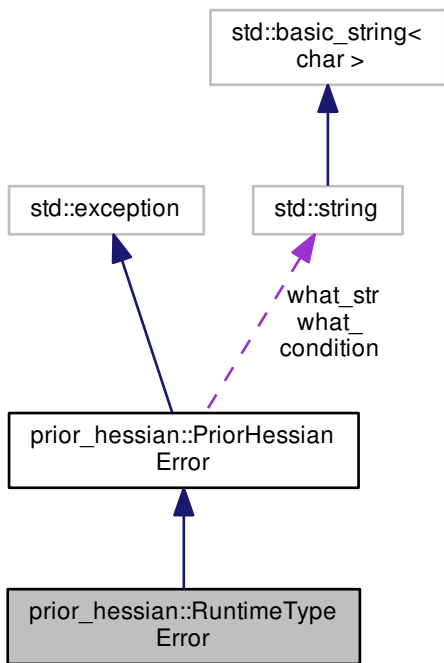 std::basic_string<
char >
std::exception
std::string
what_str
what_
condition
prior_hessian::PriorHessian
Error
prior_hessian::RuntimeType
Error